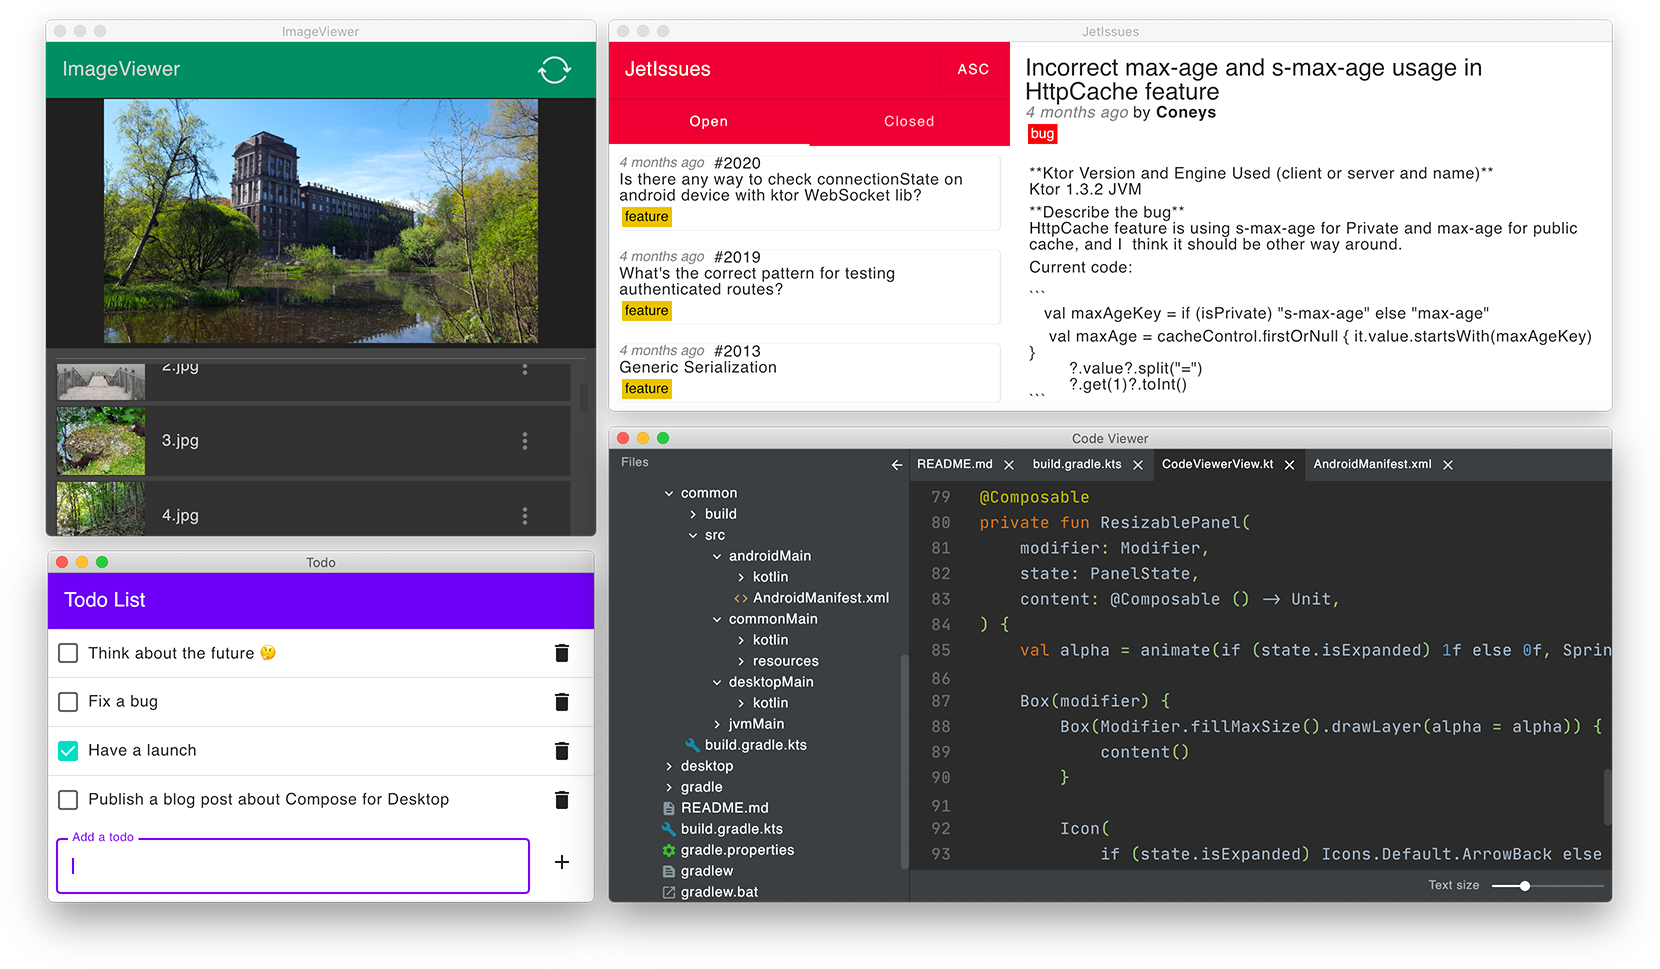 ImageViewer
ImageViewer
2.jpg
3.jpg
4.jpg
JetIssues
JetIssues
ASC
Open
Closed
4 months ago #2020
Is there any way to check connectionState on
android device with ktor WebSocket lib?
feature
4 months ago #2019
What's the correct pattern for testing
authenticated routes?
feature
4 months ago #2013
Generic Serialization
feature
Incorrect max-age and s-max-age usage in
HttpCache feature
4 months ago by Coneys
bug
**Ktor Version and Engine Used (client or server and name)**
Ktor 1.3.2 JVM
**Describe the bug**
HttpCache feature is using s-max-age for Private and max-age for public
cache, and I  think it should be other way around.
Current code:
```
val maxAgeKey = if (isPrivate) "s-max-age" else "max-age"
val maxAge = cacheControl.firstOrNull { it.value.startsWith(maxAgeKey)
}
?.value?.split("=")
?.get(1)?.toInt()
```
Todo
Todo List
Think about the future 🤔
Fix a bug
Have a launch
Publish a blog post about Compose for Desktop
Add a todo
+
Code Viewer
Files
common
build
src
androidMain
kotlin
<> AndroidManifest.xml
commonMain
kotlin
resources
desktopMain
kotlin
jvmMain
build.gradle.kts
desktop
gradle
README.md
build.gradle.kts
gradle.properties
gradlew
gradlew.bat
README.md
build.gradle.kts
CodeViewerView.kt
AndroidManifest.xml
79 @Composable
80 private fun ResizablePanel(
81 modifier: Modifier,
82 state: PanelState,
83 content: @Composable () -> Unit,
84 ) {
85 val alpha = animate(if (state.isExpanded) 1f else 0f, Sprin
86
87 Box(modifier) {
88 Box(Modifier.fillMaxSize().drawLayer(alpha = alpha)) {
89 content()
90 }
91
92 Icon(
93 if (state.isExpanded) Icons.Default.ArrowBack else
Text size